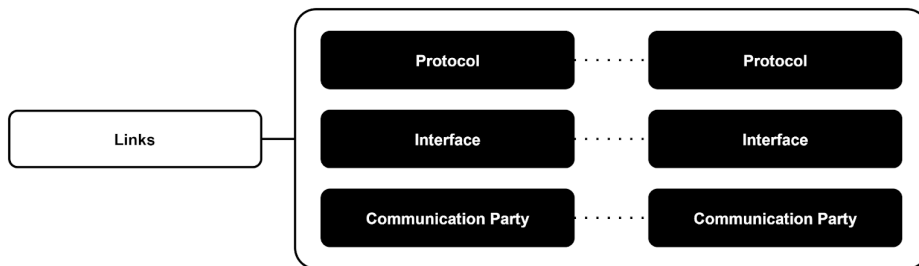 Protocol
Protocol
Links
Interface
Interface
Communication Party
Communication Party